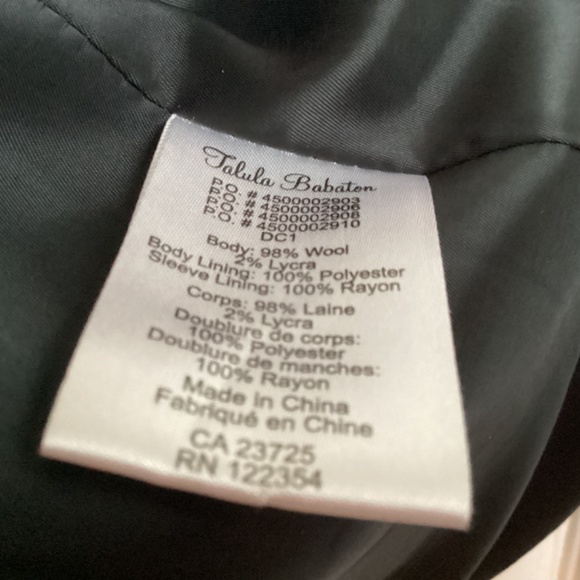 Talula Babaton
P.O. # 4500002903
P.O. # 4500002906
P.O. # 4500002908
P.O. # 4500002910
DC1
Body: 98% Wool
2% Lycra
Body Lining: 100% Polyester
Sleeve Lining: 100% Rayon
Corps: 98% Laine
2% Lycra
Doublure de corps:
100% Polyester
Doublure de manches:
100% Rayon
Made in China
Fabriqué en Chine
CA 23725
RN 122354